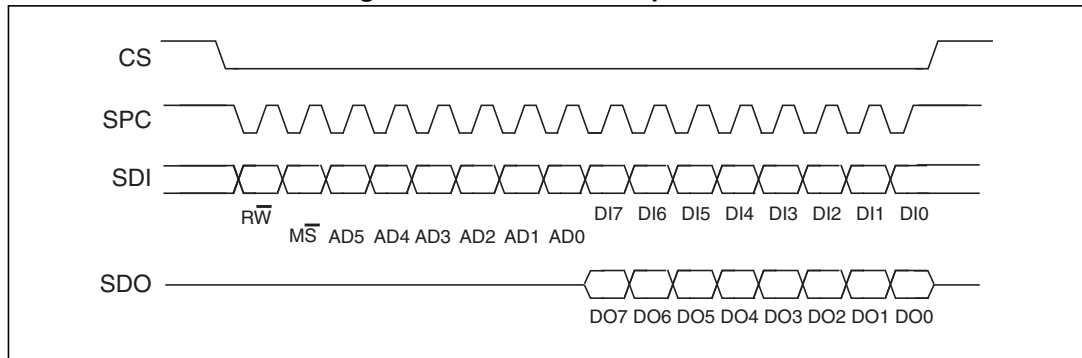 CS
SPC
SDI
RW̅
DI7 DI6 DI5 DI4 DI3 DI2 DI1 DI0
MS̅ AD5 AD4 AD3 AD2 AD1 AD0
SDO
DO7 DO6 DO5 DO4 DO3 DO2 DO1 DO0